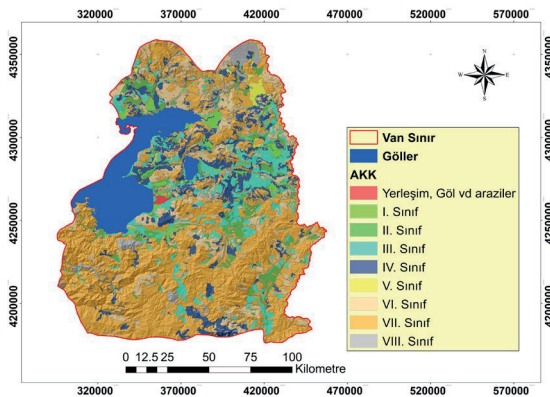 320000 370000 420000 470000 520000 570000
4350000 4350000
4300000 4300000
4250000 4250000
4200000 4200000
N
W E
S
Van Sınır
Göller
AKK
Yerleşim, Göl vd araziler
I. Sınıf
II. Sınıf
III. Sınıf
IV. Sınıf
V. Sınıf
VI. Sınıf
VII. Sınıf
VIII. Sınıf
0 12.5 25 50 75 100
Kilometre
320000 370000 420000 470000 520000 570000